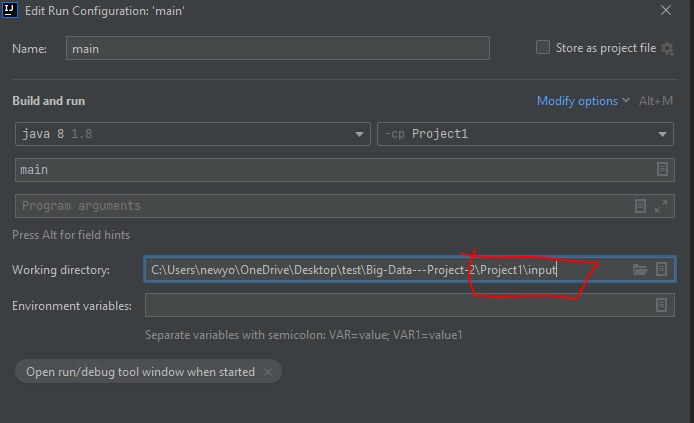 IJ Edit Run Configuration: 'main'
Name: main Store as project file
Build and run Modify options Alt+M
java 8 1.8 -cp Project1
main
Program arguments
Press Alt for field hints
Working directory: C:\Users\newyo\OneDrive\Desktop\test\Big-Data---Project-2\Project1\input
Environment variables:
Separate variables with semicolon: VAR=value; VAR1=value1
Open run/debug tool window when started